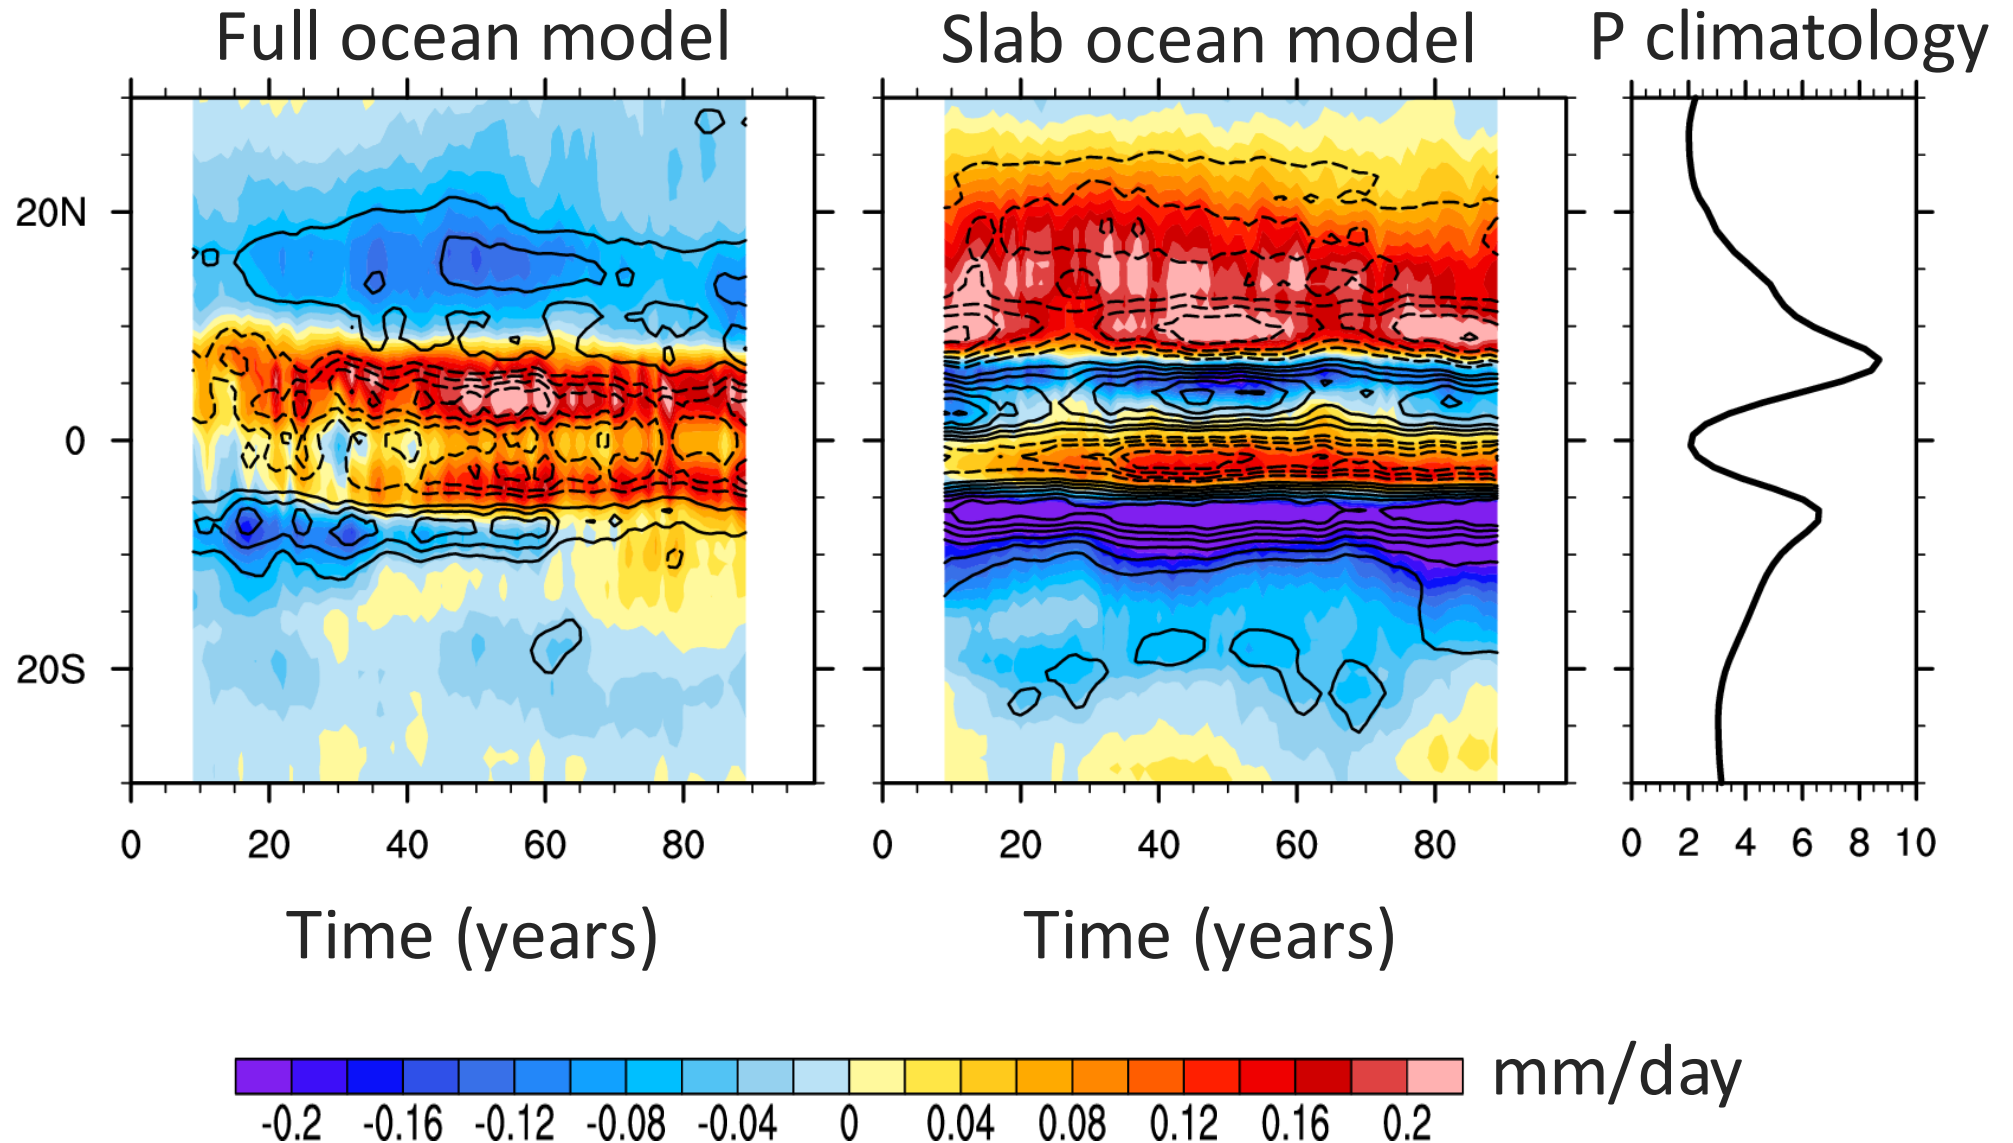 Full ocean model
Slab ocean model
P climatology
20N
0
20S
0 20 40 60 80
0 20 40 60 80
0 2 4 6 8 10
Time (years)
Time (years)
-0.2 -0.16 -0.12 -0.08 -0.04 0 0.04 0.08 0.12 0.16 0.2
mm/day